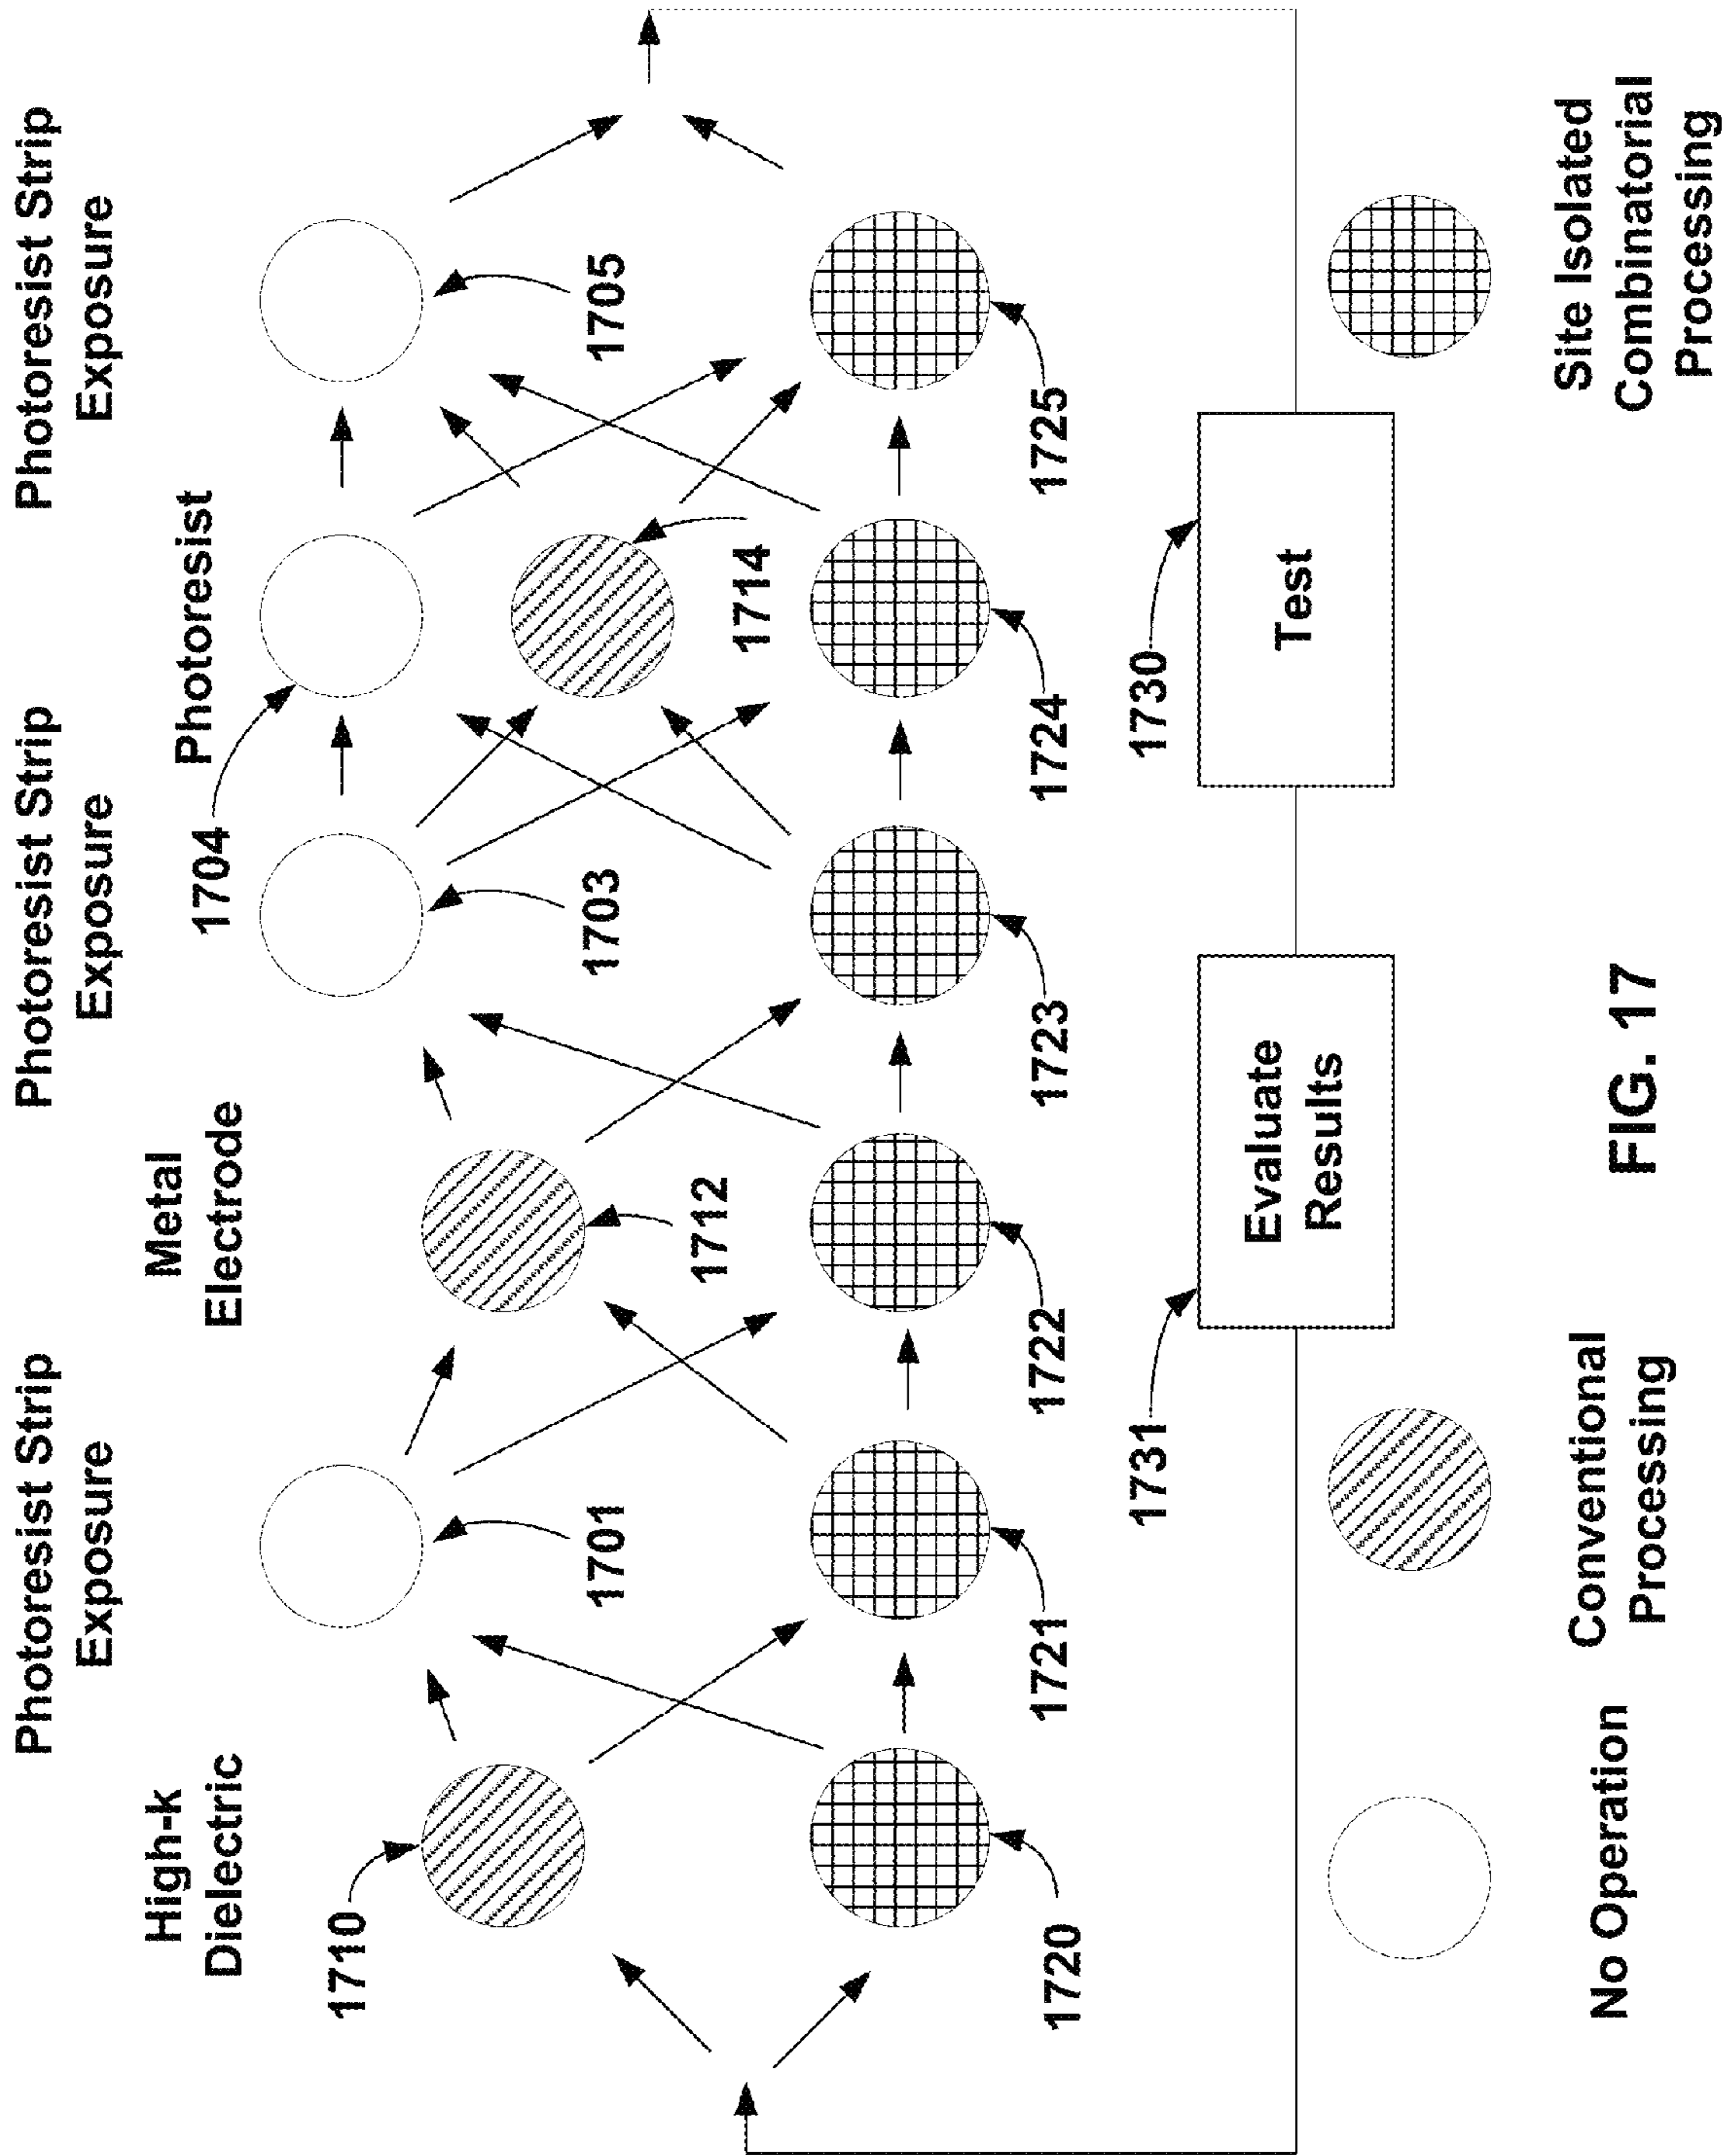 High-k
Dielectric
Photoresist Strip
Exposure
Metal
Electrode
Photoresist Strip
Exposure
Photoresist
Photoresist Strip
Exposure
1710
1701
1712
1703
1704
1714
1705
1720
1721
1722
1723
1724
1725
1731
Evaluate
Results
1730
Test
No Operation
Conventional
Processing
Site Isolated
Combinatorial
Processing
FIG. 17